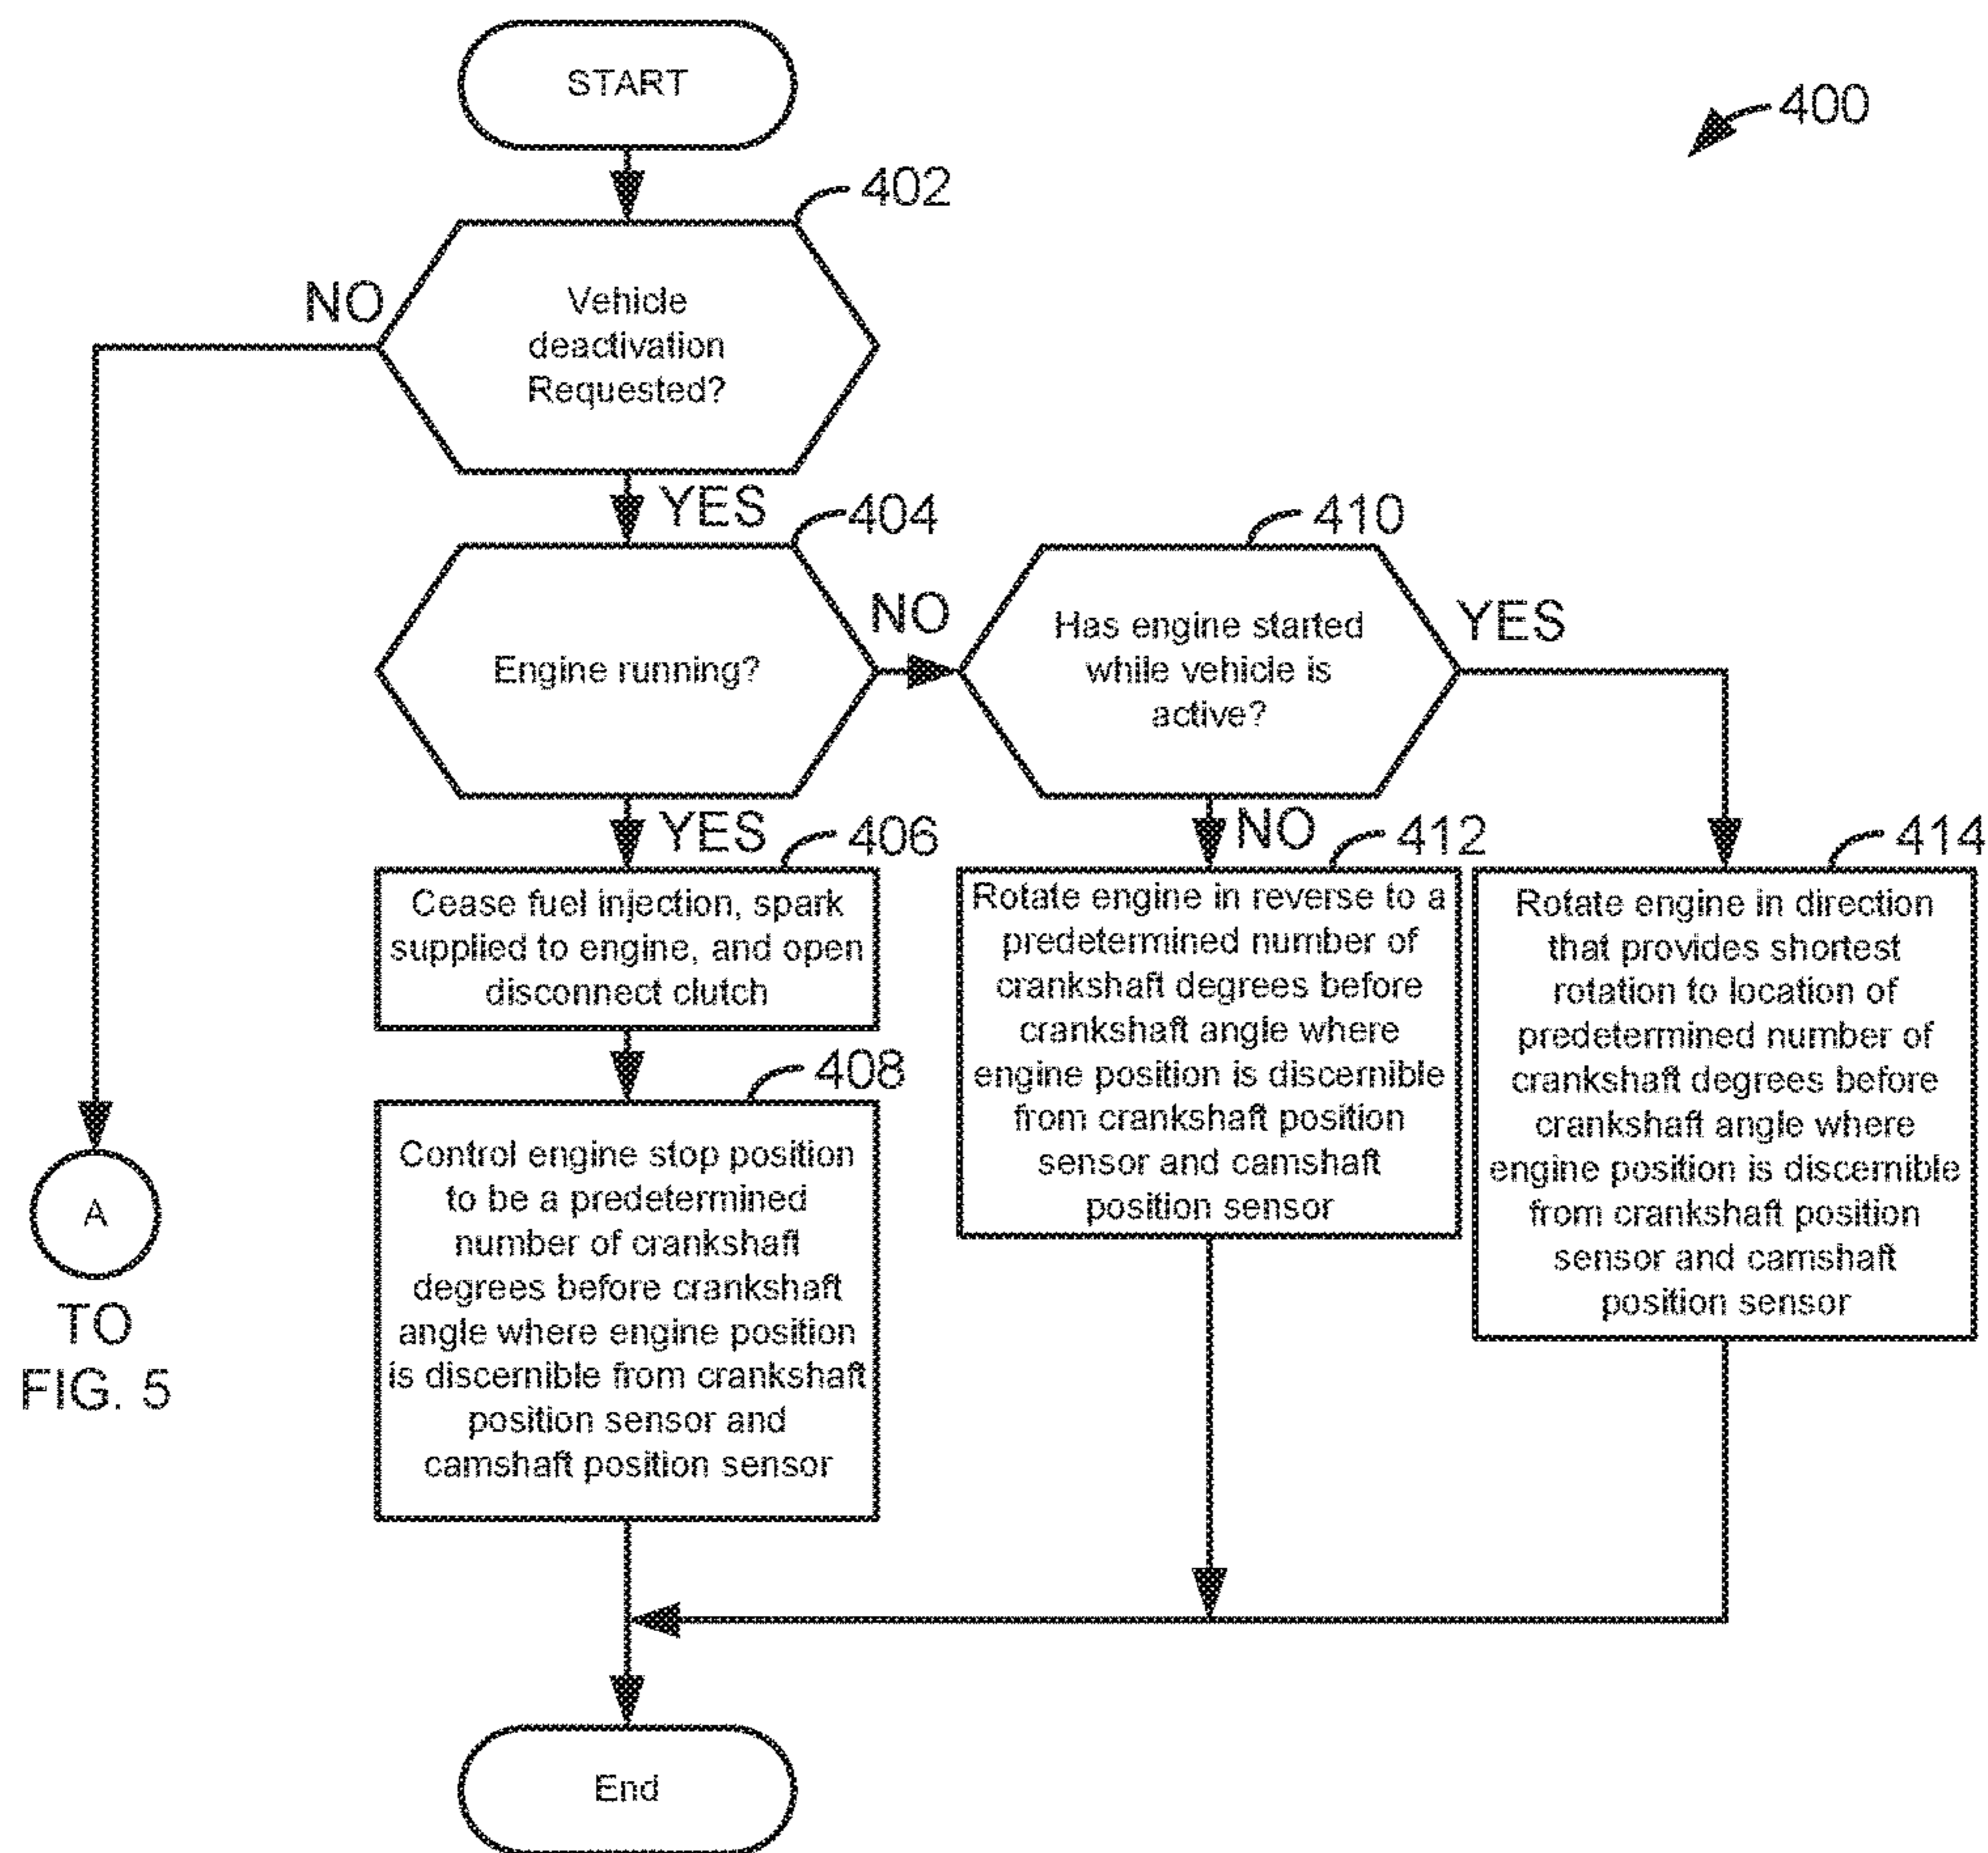 START
400
402
NO
Vehicle
deactivation
Requested?
YES
404
410
Engine running?
NO
Has engine started
while vehicle is
active?
YES
YES
406
NO
412
414
Cease fuel injection, spark
supplied to engine, and open
disconnect clutch
408
Control engine stop position
to be a predetermined
number of crankshaft
degrees before crankshaft
angle where engine position
is discernible from crankshaft
position sensor and
camshaft position sensor
Rotate engine in reverse to a
predetermined number of
crankshaft degrees before
crankshaft angle where
engine position is discernible
from crankshaft position
sensor and camshaft
position sensor
Rotate engine in direction
that provides shortest
rotation to location of
predetermined number of
crankshaft degrees before
crankshaft angle where
engine position is discernible
from crankshaft position
sensor and camshaft
position sensor
A
TO
FIG. 5
End